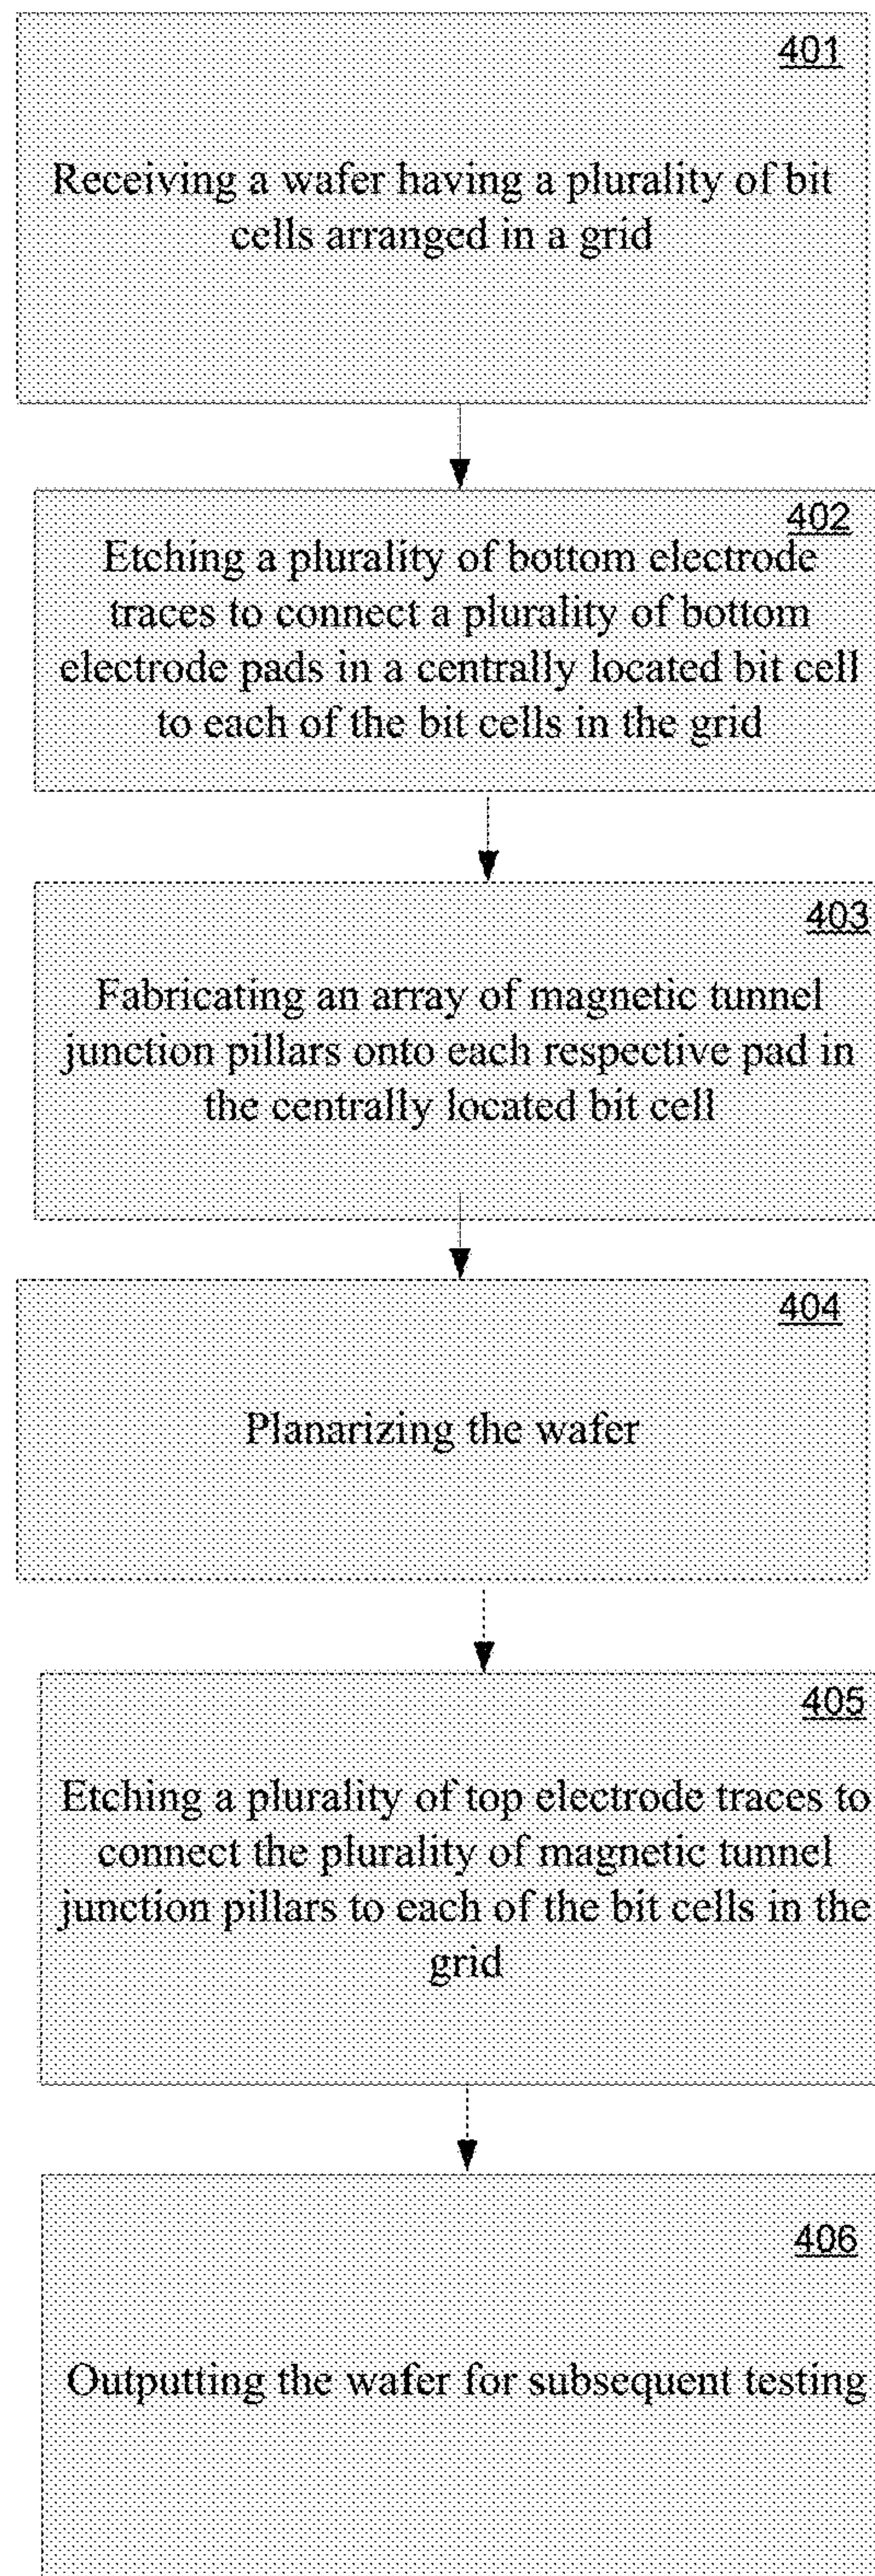 401
Receiving a wafer having a plurality of bit
cells arranged in a grid
402
Etching a plurality of bottom electrode
traces to connect a plurality of bottom
electrode pads in a centrally located bit cell
to each of the bit cells in the grid
403
Fabricating an array of magnetic tunnel
junction pillars onto each respective pad in
the centrally located bit cell
404
Planarizing the wafer
405
Etching a plurality of top electrode traces to
connect the plurality of magnetic tunnel
junction pillars to each of the bit cells in the
grid
406
Outputting the wafer for subsequent testing